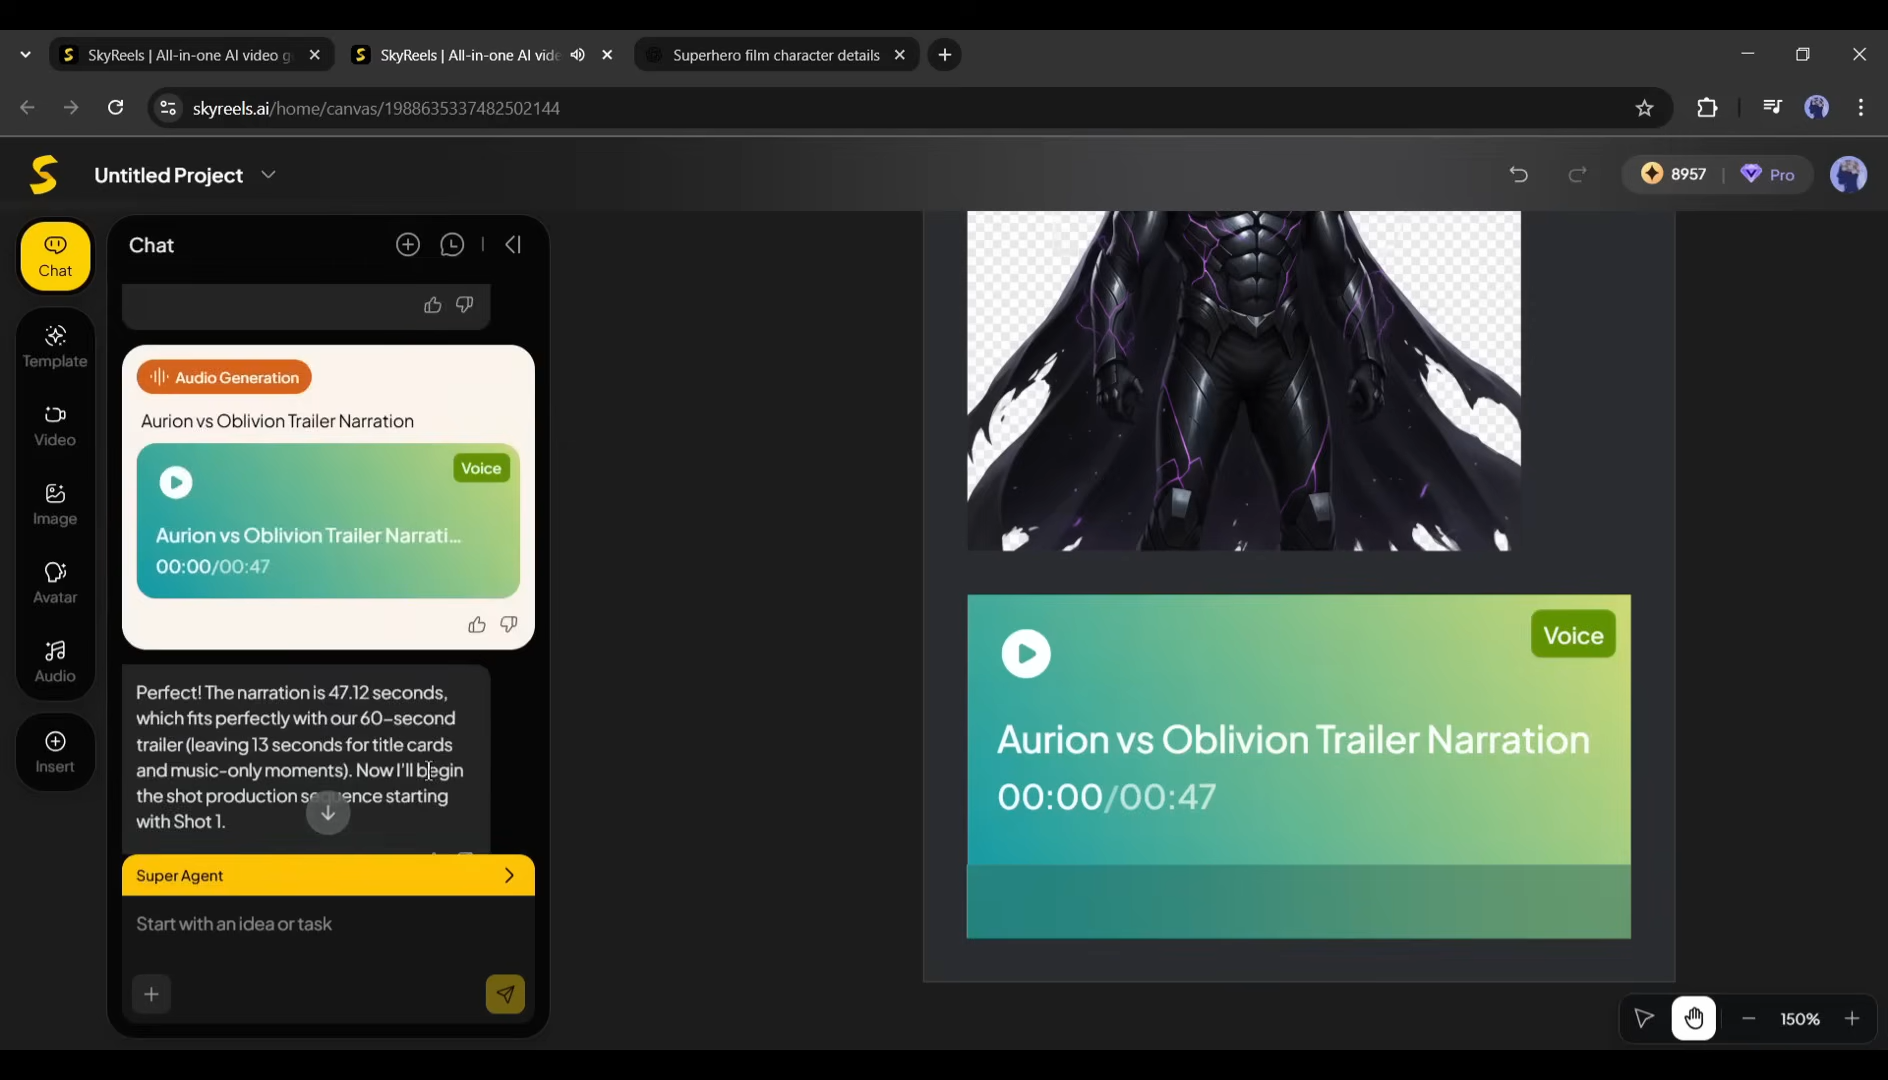 SkyReels | All-in-one AI video g
SkyReels | All-in-one AI vide
Superhero film character details
skyreels.ai/home/canvas/1988635337482502144
Untitled Project
8957
Pro
Chat
Chat
Template
Video
Image
Avatar
Audio
Insert
Audio Generation
Aurion vs Oblivion Trailer Narration
Voice
Aurion vs Oblivion Trailer Narrati...
00:00/00:47
Perfect! The narration is 47.12 seconds,
which fits perfectly with our 60-second
trailer (leaving 13 seconds for title cards
and music-only moments). Now I'll begin
the shot production sequence starting
with Shot 1.
Super Agent
Start with an idea or task
Voice
Aurion vs Oblivion Trailer Narration
00:00/00:47
150%